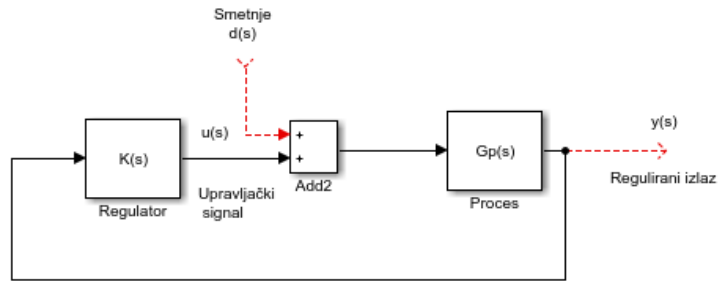 Smetnje
d(s)
u(s)
+
+
K(s)
Regulator
Upravljački
signal
Add2
Gp(s)
Proces
y(s)
Regulirani izlaz